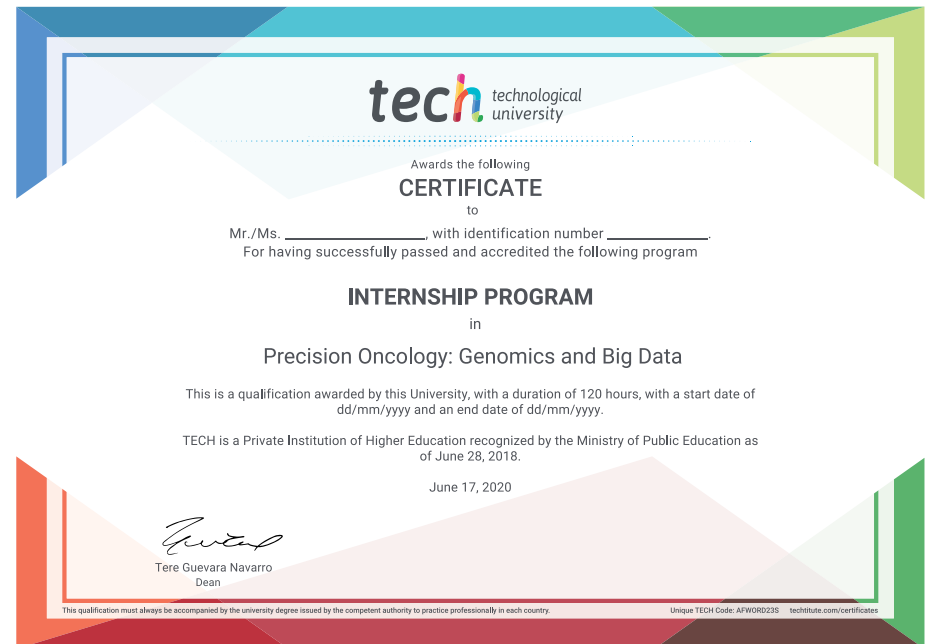 tech technological
university
Awards the following
CERTIFICATE
to
Mr./Ms. ____________________, with identification number ______________.
For having successfully passed and accredited the following program
INTERNSHIP PROGRAM
in
Precision Oncology: Genomics and Big Data
This is a qualification awarded by this University, with a duration of 120 hours, with a start date of
dd/mm/yyyy and an end date of dd/mm/yyyy.
TECH is a Private Institution of Higher Education recognized by the Ministry of Public Education as
of June 28, 2018.
June 17, 2020
Tere Guevara Navarro
Dean
This qualification must always be accompanied by the university degree issued by the competent authority to practice professionally in each country. Unique TECH Code: AFWORD23S techtitute.com/certificates